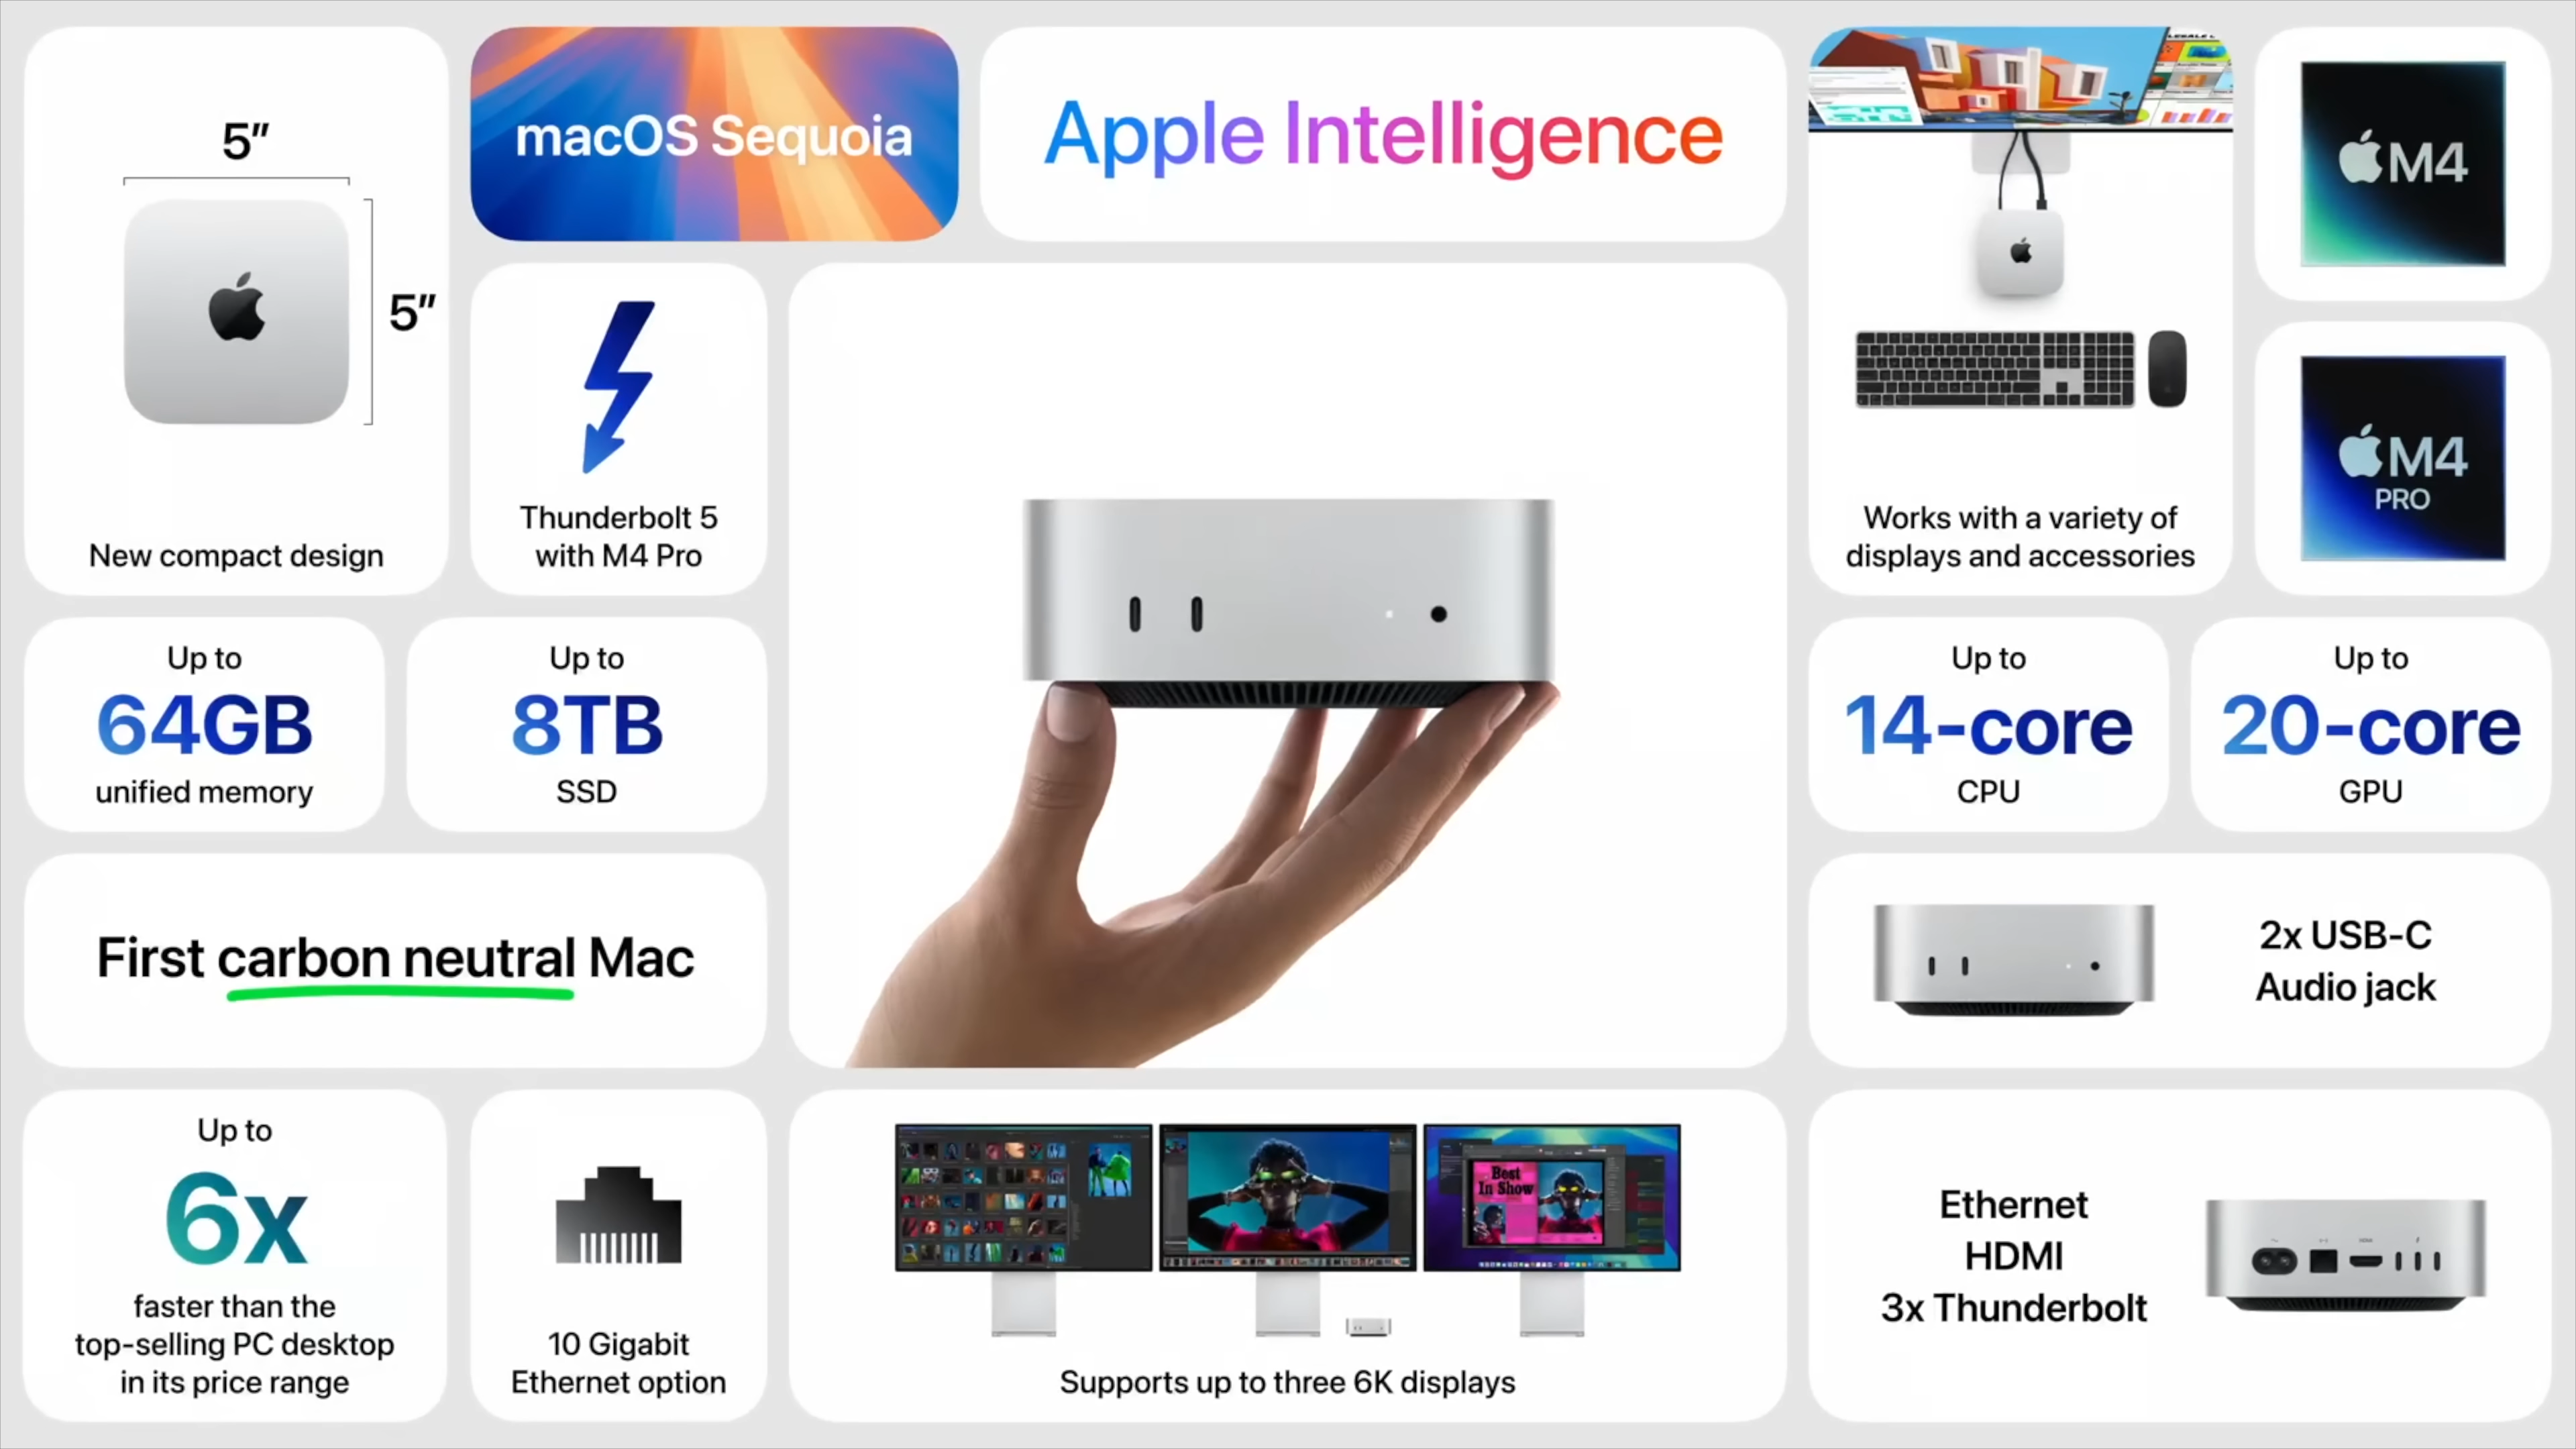 5″
5″
New compact design
macOS Sequoia
Apple Intelligence
Thunderbolt 5
with M4 Pro
Works with a variety of
displays and accessories
M4
M4
PRO
Up to
64GB
unified memory
Up to
8TB
SSD
Up to
14-core
CPU
Up to
20-core
GPU
First carbon neutral Mac
2x USB-C
Audio jack
Up to
6x
faster than the
top-selling PC desktop
in its price range
10 Gigabit
Ethernet option
Best
In Show
Supports up to three 6K displays
Ethernet
HDMI
3x Thunderbolt